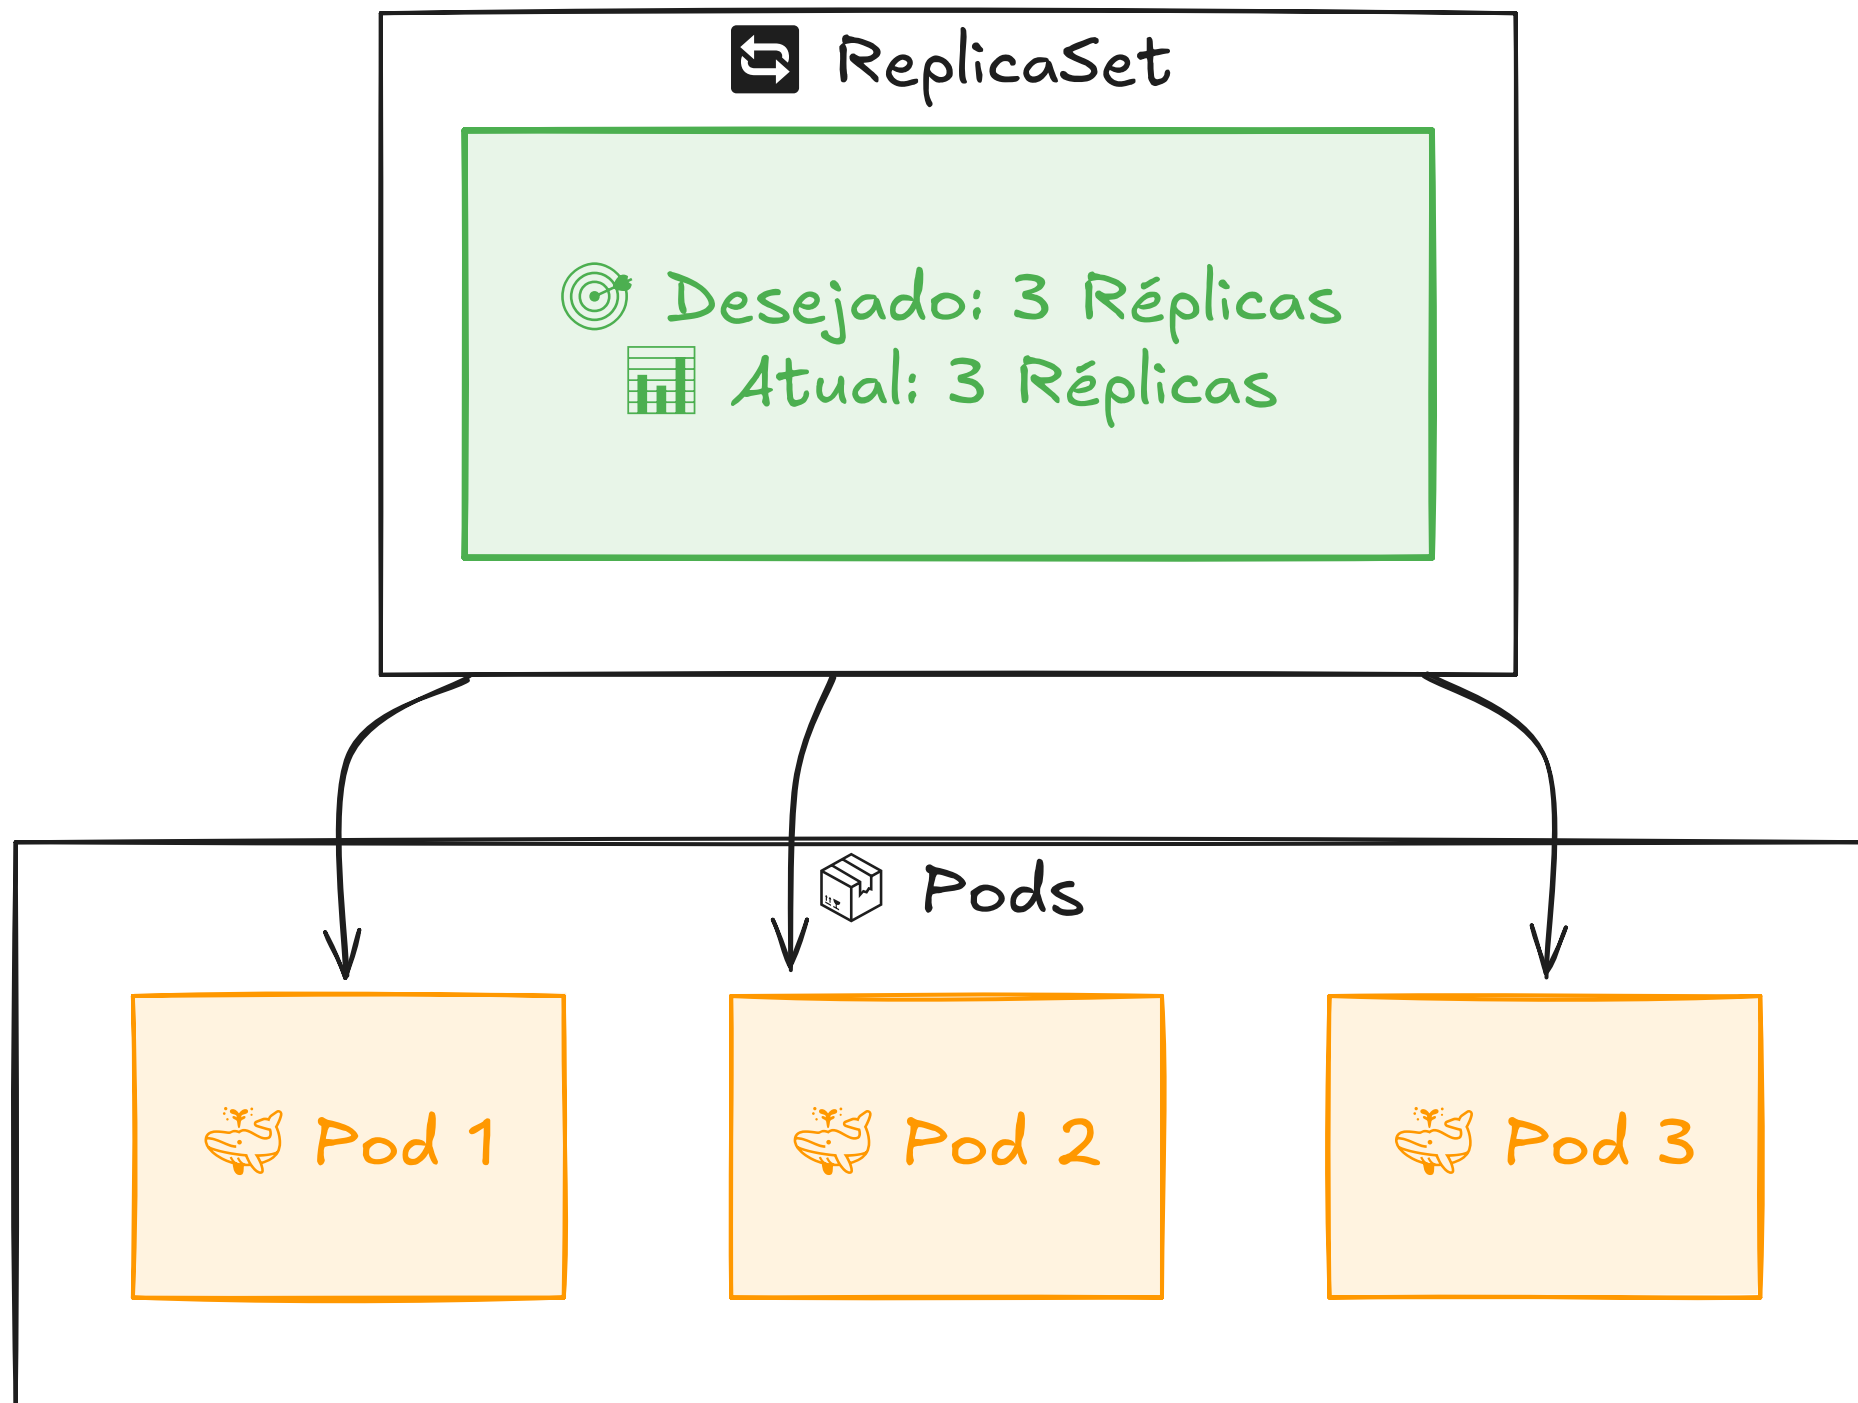 ReplicaSet
Desejado: 3 Réplicas
Atual: 3 Réplicas
Pods
Pod 1
Pod 2
Pod 3